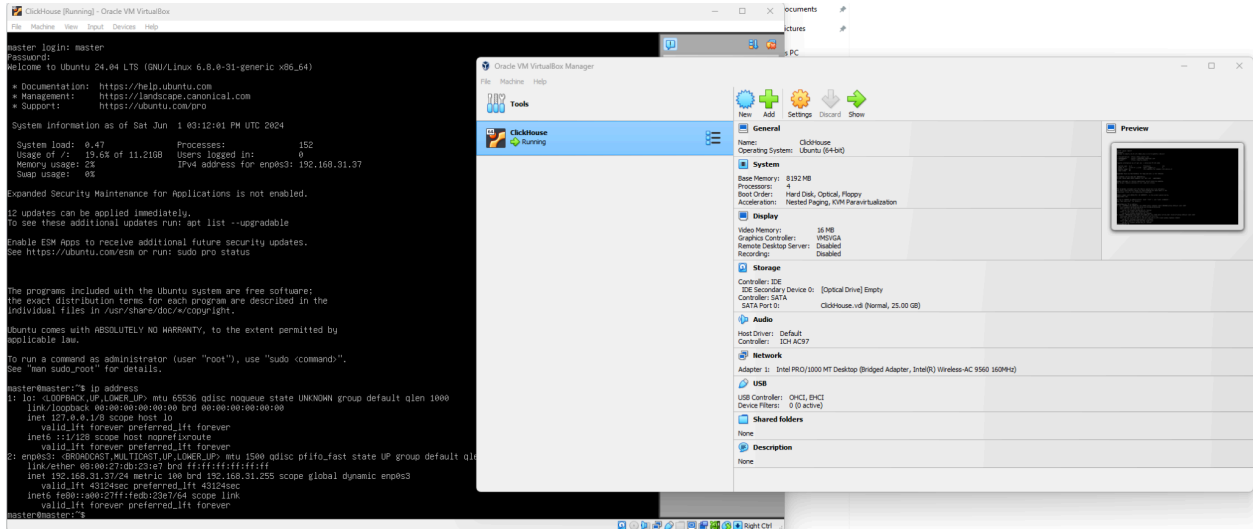 ClickHouse [Running] - Oracle VM VirtualBox
File Machine View Input Devices Help
master login: master
Password:
Welcome to Ubuntu 24.04 LTS (GNU/Linux 6.8.0-31-generic x86_64)
* Documentation: https://help.ubuntu.com
* Management: https://landscape.canonical.com
* Support: https://ubuntu.com/pro
System information as of Sat Jun 1 03:12:01 PM UTC 2024
System load: 0.47 Processes: 152
Usage of /: 19.6% of 11.21GB Users logged in: 0
Memory usage: 2% IPv4 address for enp0s3: 192.168.31.37
Swap usage: 0%
Expanded Security Maintenance for Applications is not enabled.
12 updates can be applied immediately.
To see these additional updates run: apt list --upgradable
Enable ESM Apps to receive additional future security updates.
See https://ubuntu.com/esm or run: sudo pro status
The programs included with the Ubuntu system are free software;
the exact distribution terms for each program are described in the
individual files in /usr/share/doc/*/copyright.
Ubuntu comes with ABSOLUTELY NO WARRANTY, to the extent permitted by
applicable law.
To run a command as administrator (user "root"), use "sudo <command>".
See "man sudo_root" for details.
master@master:~$ ip address
1: lo: <LOOPBACK,UP,LOWER_UP> mtu 65536 qdisc noqueue state UNKNOWN group default qlen 1000
link/loopback 00:00:00:00:00:00 brd 00:00:00:00:00:00
inet 127.0.0.1/8 scope host lo
valid_lft forever preferred_lft forever
inet6 ::1/128 scope host noprefixroute
valid_lft forever preferred_lft forever
2: enp0s3: <BROADCAST,MULTICAST,UP,LOWER_UP> mtu 1500 qdisc pfifo_fast state UP group default qle
link/ether 08:00:27:db:23:e7 brd ff:ff:ff:ff:ff:ff
inet 192.168.31.37/24 metric 100 brd 192.168.31.255 scope global dynamic enp0s3
valid_lft 43124sec preferred_lft 43124sec
inet6 fe80::a00:27ff:fedb:23e7/64 scope link
valid_lft forever preferred_lft forever
master@master:~$
Right Ctrl
ocuments
ictures
s PC
Oracle VM VirtualBox Manager
File Machine Help
Tools
New Add Settings Discard Show
ClickHouse
Running
General
Name: ClickHouse
Operating System: Ubuntu (64-bit)
System
Base Memory: 8192 MB
Processors: 4
Boot Order: Hard Disk, Optical, Floppy
Acceleration: Nested Paging, KVM Paravirtualization
Display
Video Memory: 16 MB
Graphics Controller: VMSVGA
Remote Desktop Server: Disabled
Recording: Disabled
Storage
Controller: IDE
IDE Secondary Device 0: [Optical Drive] Empty
Controller: SATA
SATA Port 0: ClickHouse.vdi (Normal, 25.00 GB)
Audio
Host Driver: Default
Controller: ICH AC97
Network
Adapter 1: Intel PRO/1000 MT Desktop (Bridged Adapter, Intel(R) Wireless-AC 9560 160MHz)
USB
USB Controller: OHCI, EHCI
Device Filters: 0 (0 active)
Shared folders
None
Description
None
Preview